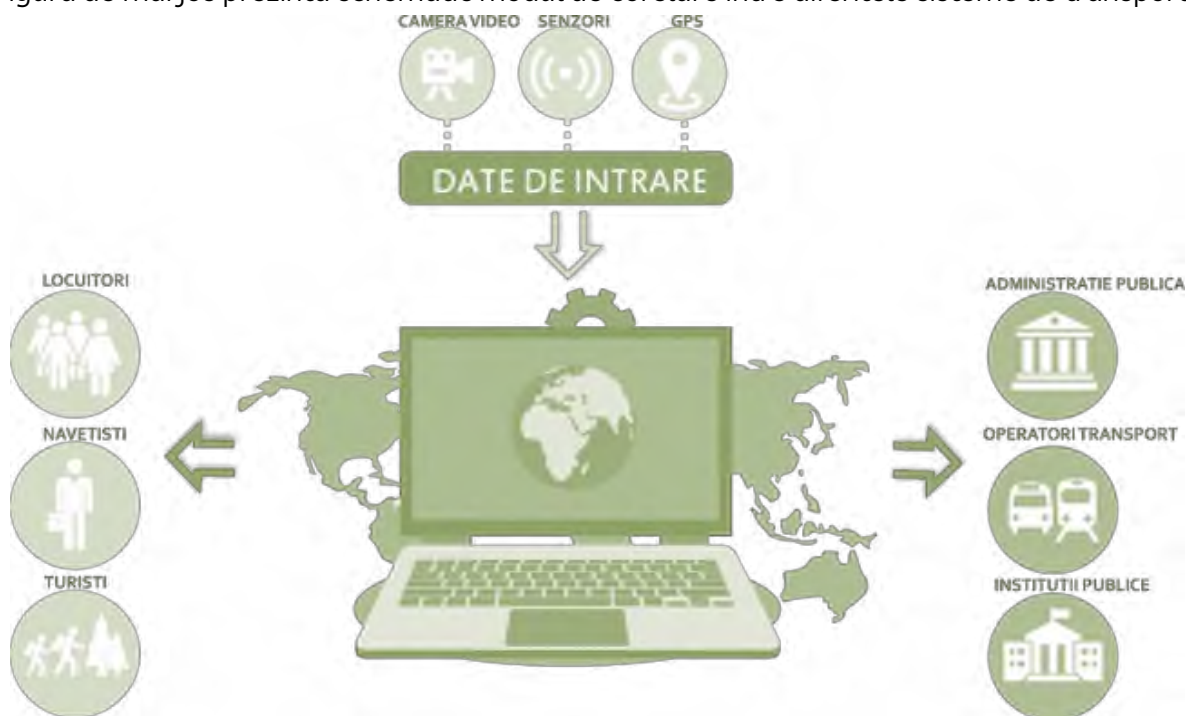 CAMERA VIDEO SENZORI GPS
DATE DE INTRARE
LOCUITORI
NAVETISTI
TURISTI
ADMINISTRATIE PUBLICA
OPERATORI TRANSPORT
INSTITUTII PUBLICE